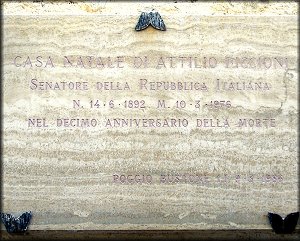 CASA NATALE DI ATTILIO PICCIONI
SENATORE DELLA REPUBBLICA ITALIANA
N. 14-6-1892 M. 10-3-1976
NEL DECIMO ANNIVERSARIO DELLA MORTE
POGGIO BUSTONE